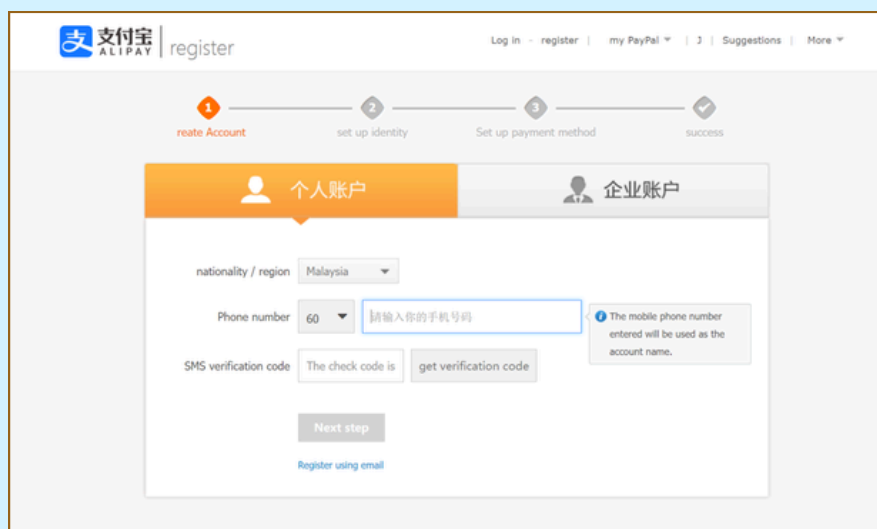 支付宝
ALIPAY
register
Log in - register | my PayPal | J | Suggestions | More
1 2 3
reate Account set up identity Set up payment method success
个人账户 企业账户
nationality / region Malaysia
Phone number 60 请输入你的手机号码
The mobile phone number
entered will be used as the
account name.
SMS verification code The check code is get verification code
Next step
Register using email